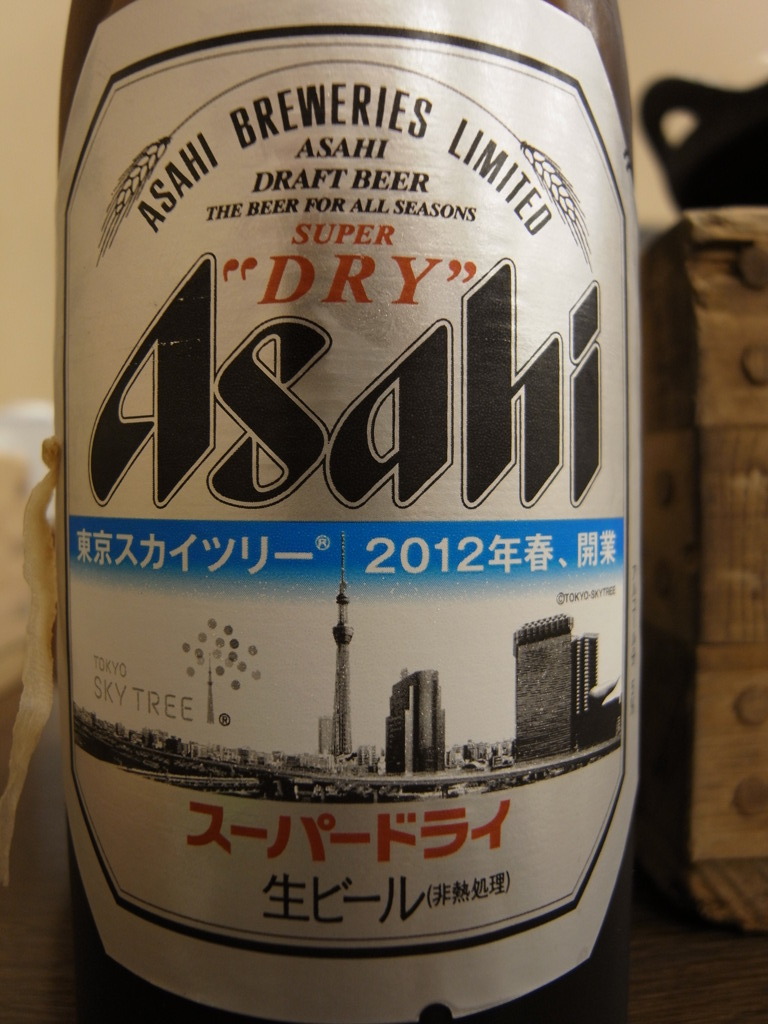 ASAHI BREWERIES LIMITED
ASAHI
DRAFT BEER
THE BEER FOR ALL SEASONS
SUPER
"DRY"
Asahi
東京スカイツリー® 2012年春、開業
©TOKYO-SKYTREE
TOKYO
SKY TREE ®
スーパードライ
生ビール(非熱処理)